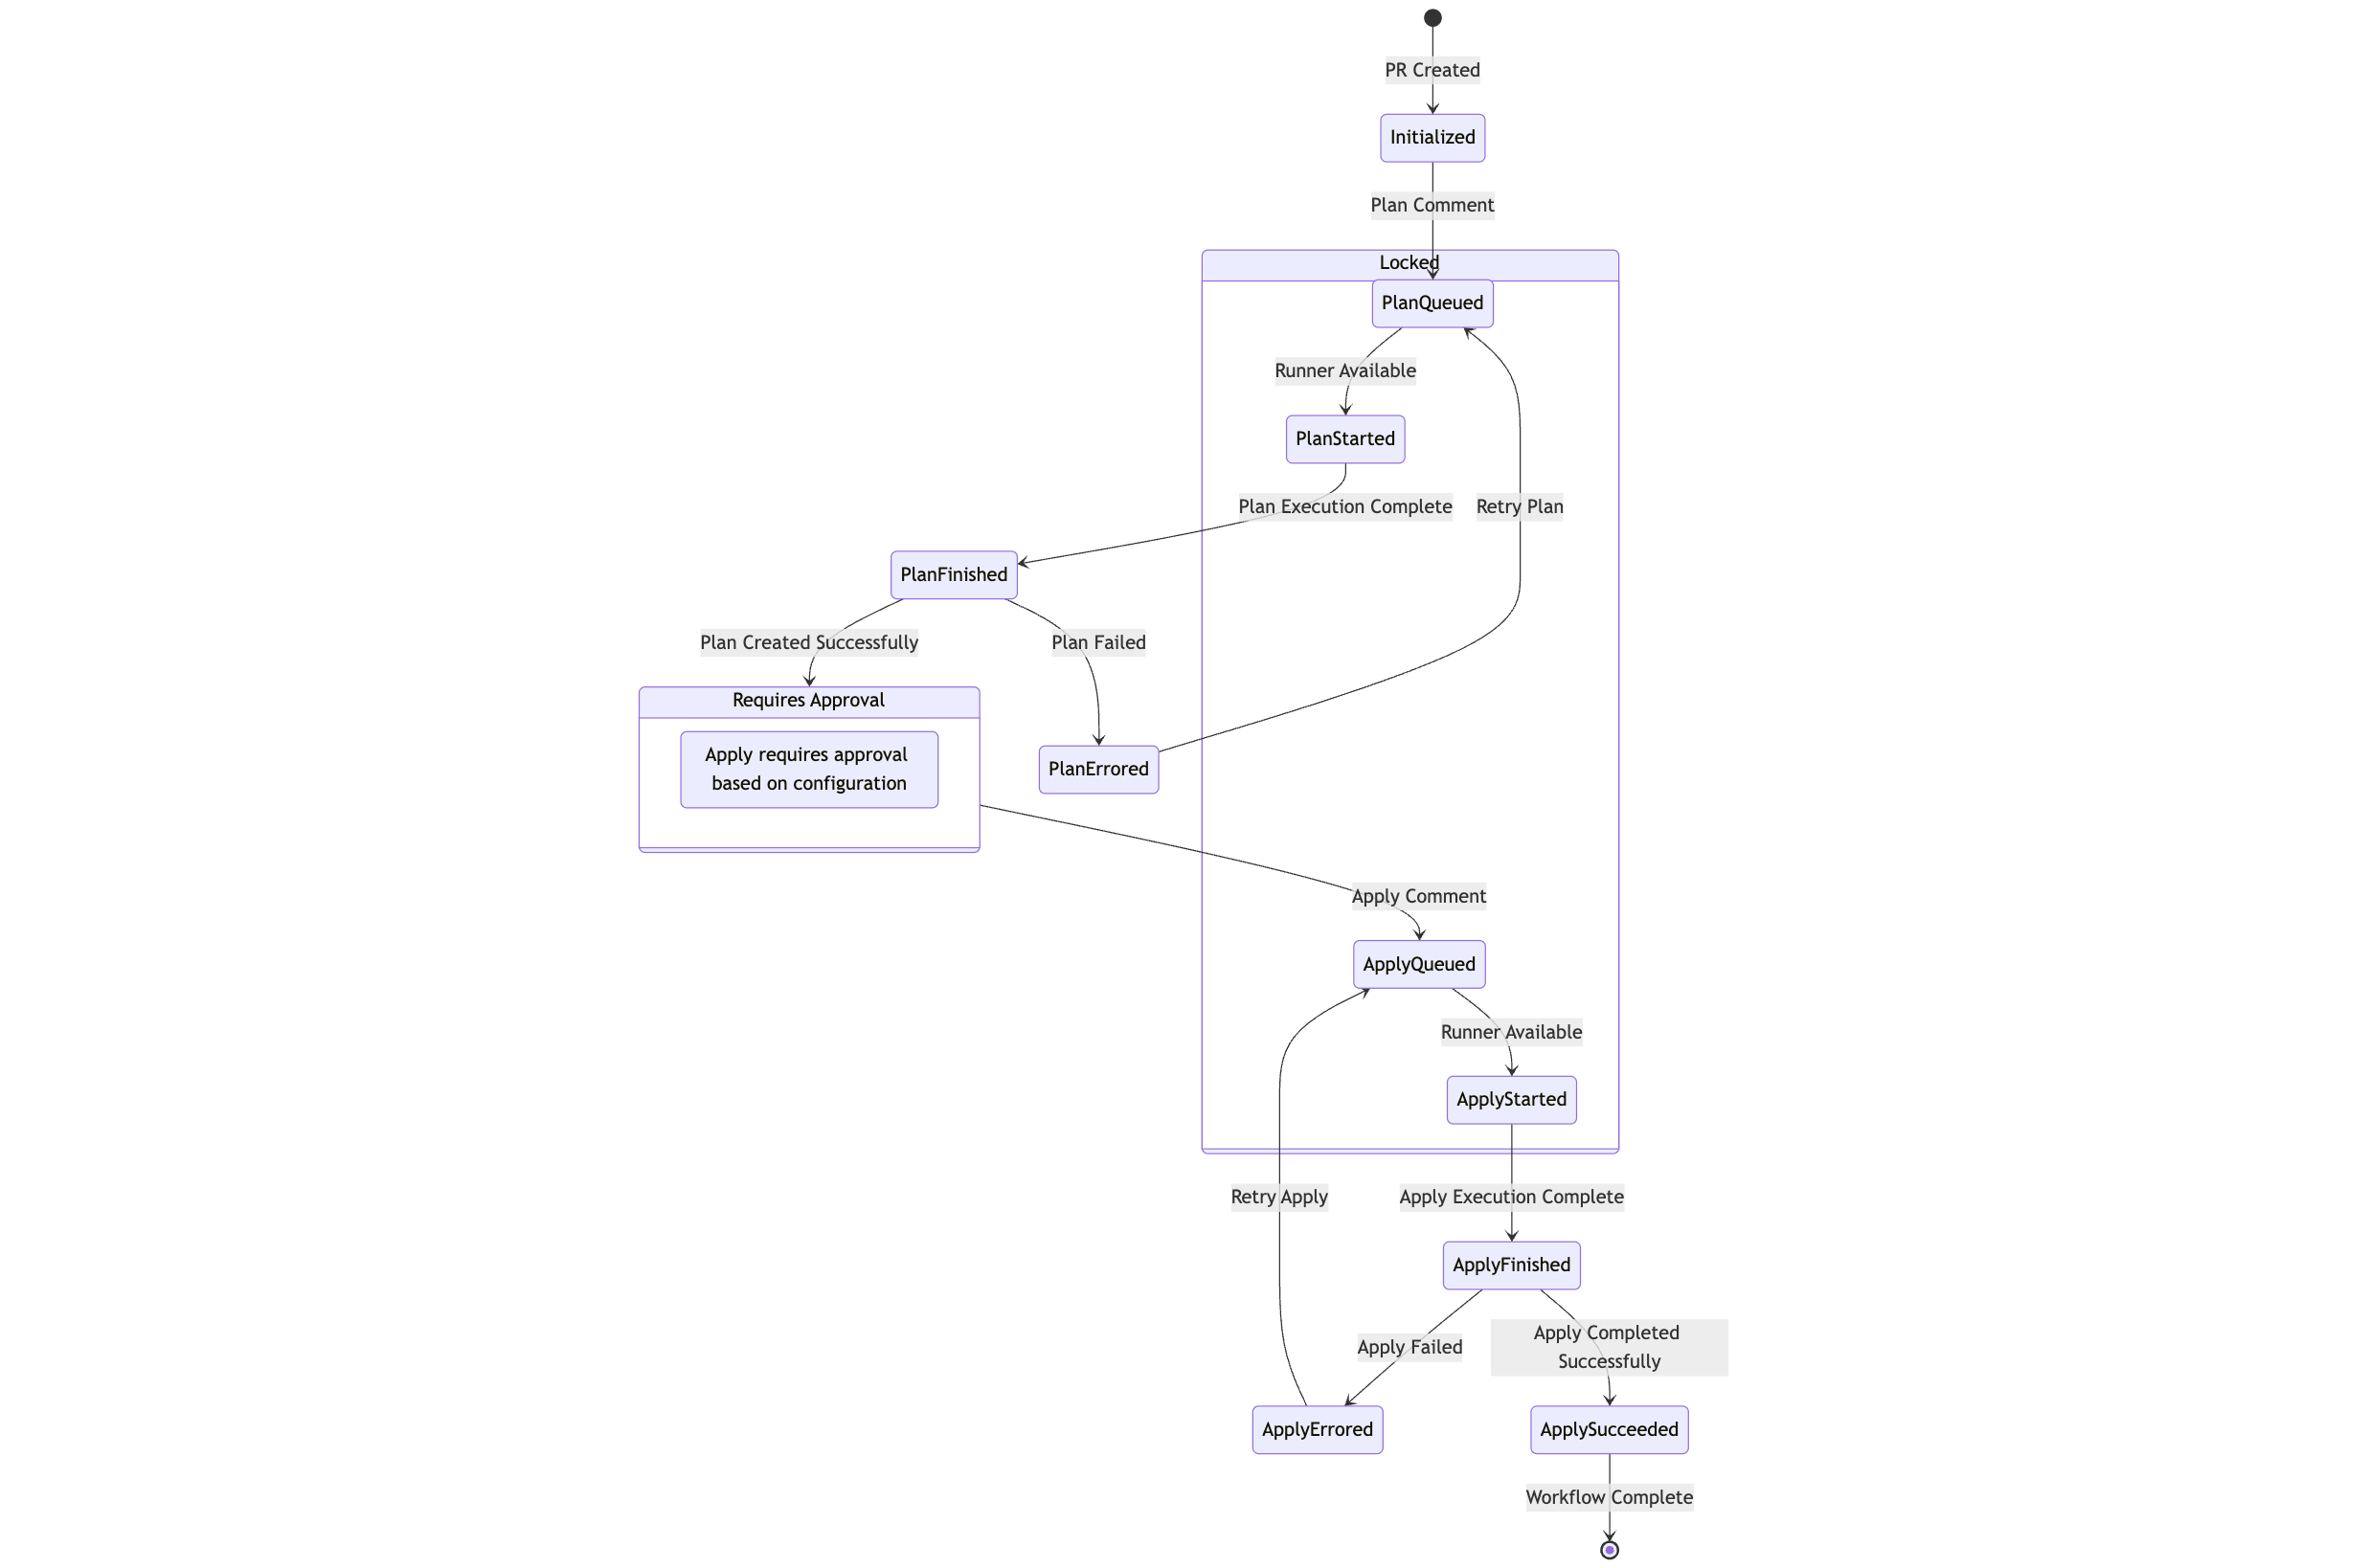 PR Created
Initialized
Plan Comment
Locked
PlanQueued
Runner Available
PlanStarted
Plan Execution Complete
Retry Plan
PlanFinished
Plan Created Successfully
Plan Failed
Requires Approval
Apply requires approval
based on configuration
PlanErrored
Apply Comment
ApplyQueued
Runner Available
ApplyStarted
Retry Apply
Apply Execution Complete
ApplyFinished
Apply Failed
Apply Completed
Successfully
ApplyErrored
ApplySucceeded
Workflow Complete